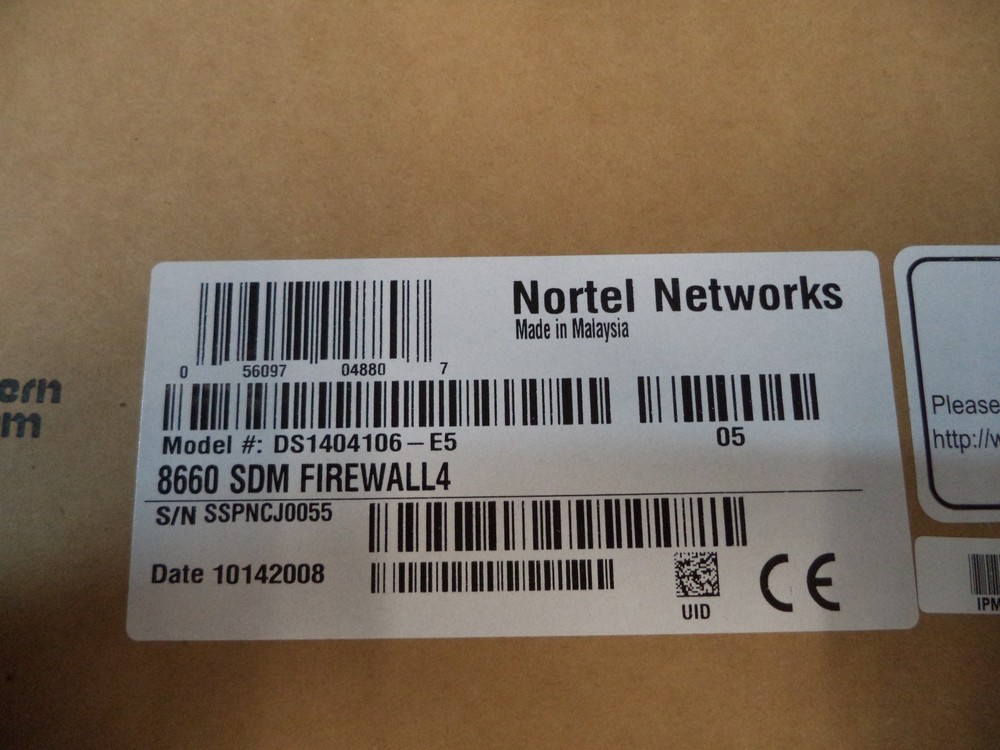 Nortel Networks
Made in Malaysia
0 56097 04880 7
Model #: DS1404106-E5
05
8660 SDM FIREWALL4
S/N SSPNCJ0055
Date 10142008
UID
CE
Please
http://w
ern
m
IPM